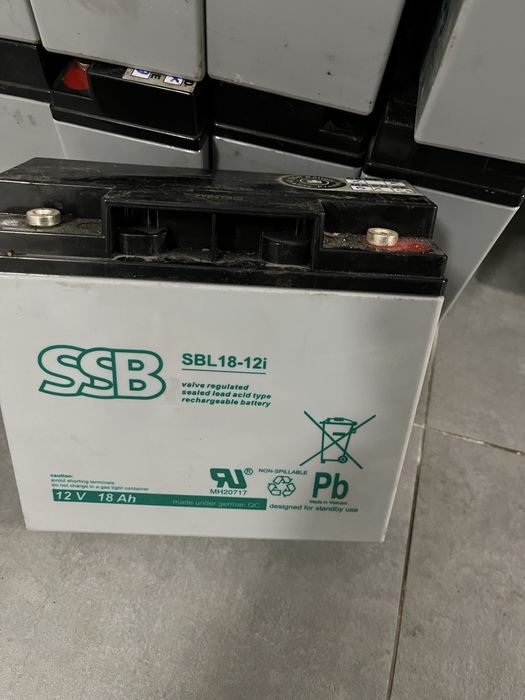 SSB
SBL18-12i
valve regulated
sealed lead acid type
rechargeable battery
caution:
avoid shorting terminals
do not charge in a gas tight container
12 V 18 Ah
made under german QC
®
MH20717
NON-SPILLABLE
Pb
Made in Vietnam
designed for standby use